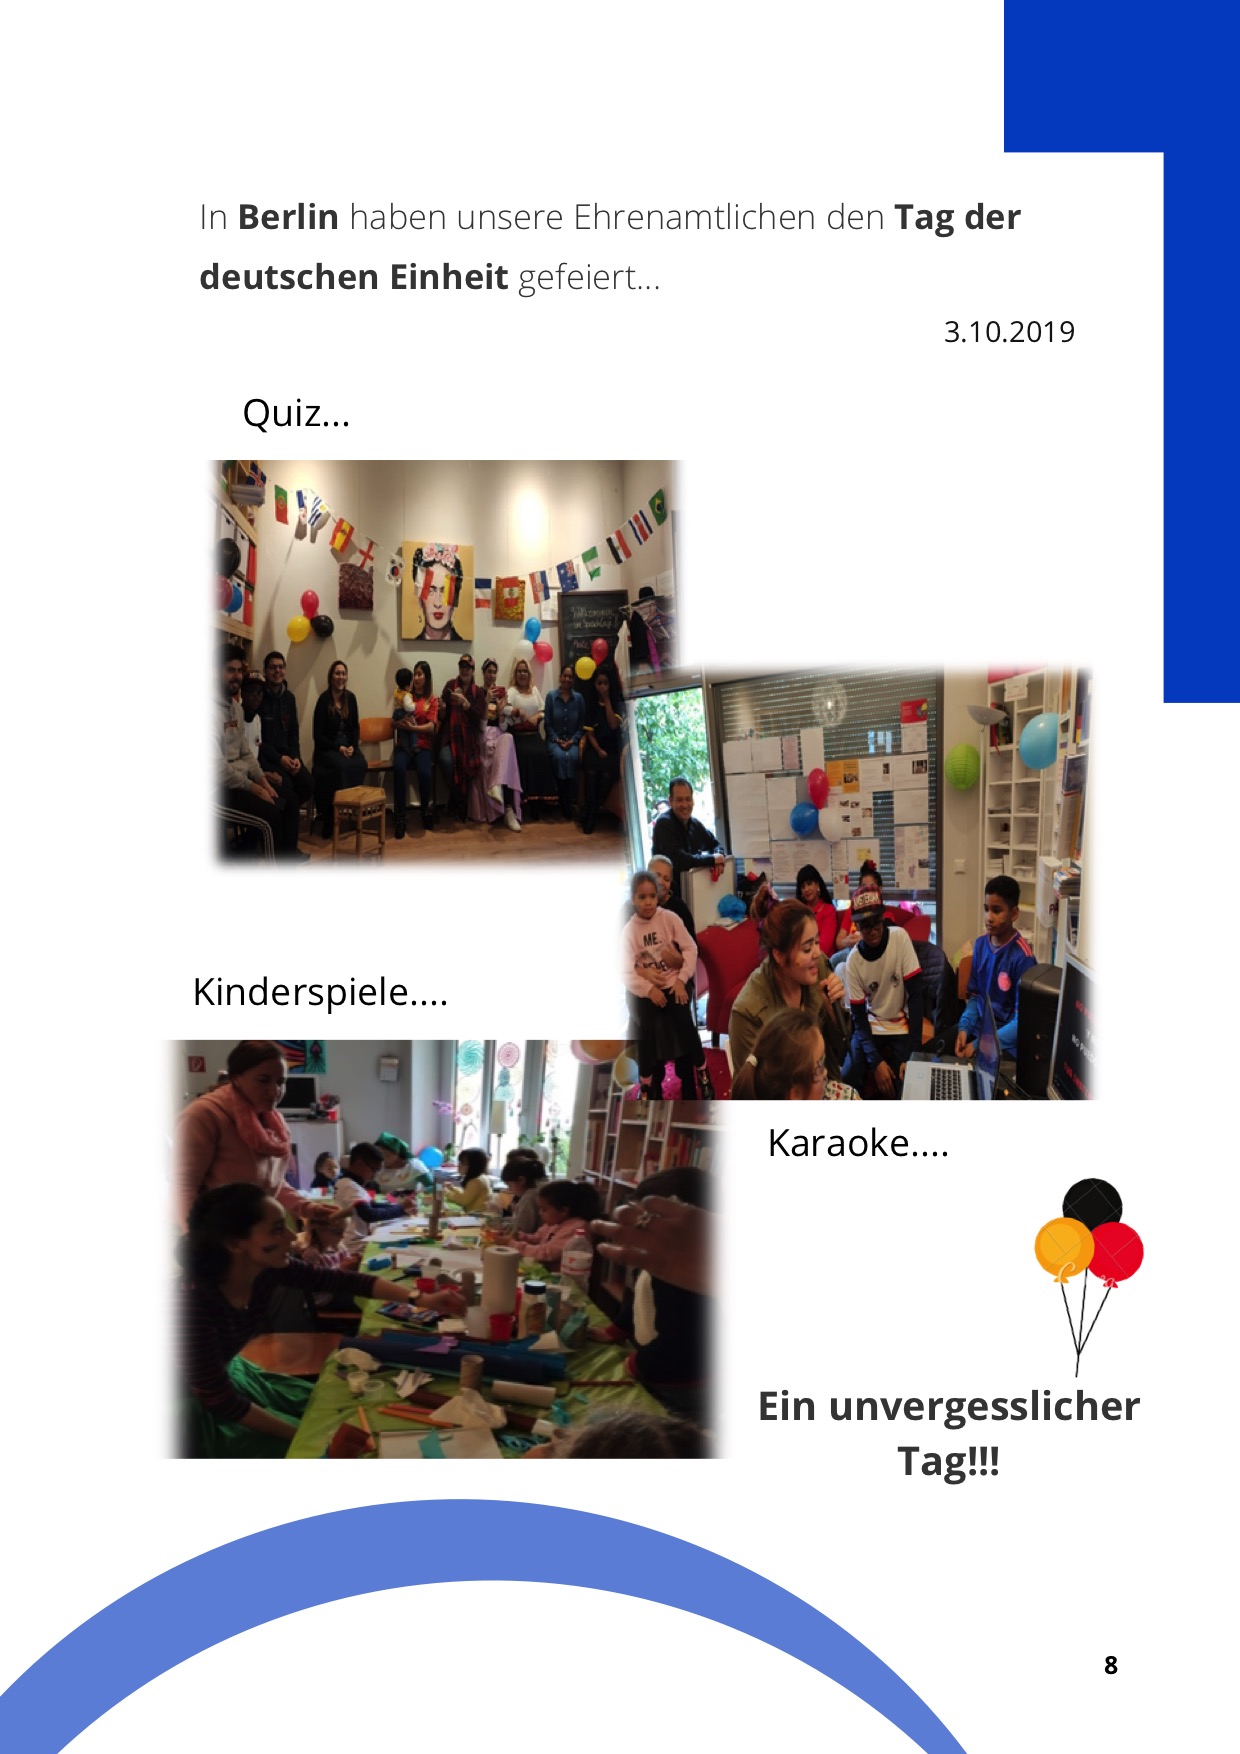 In Berlin haben unsere Ehrenamtlichen den Tag der
deutschen Einheit gefeiert...
3.10.2019
Quiz...
Kinderspiele....
Karaoke....
Ein unvergesslicher
Tag!!!
8